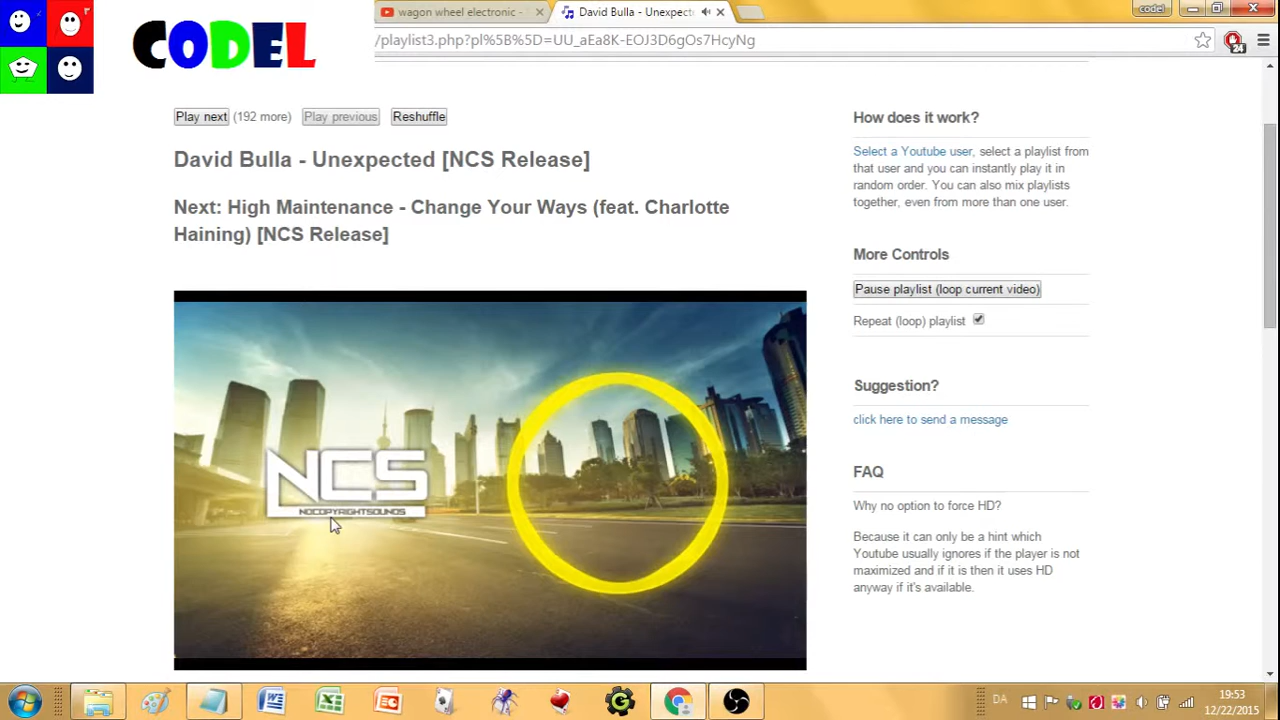 wagon wheel electronic -
David Bulla - Unexpect
codel
CODEL
/playlist3.php?pl%5B%5D=UU_aEa8K-EOJ3D6gOs7HcyNg
24
Play next (192 more) Play previous Reshuffle
David Bulla - Unexpected [NCS Release]
Next: High Maintenance - Change Your Ways (feat. Charlotte
Haining) [NCS Release]
NCS
NOCOPYRIGHTSOUNDS
How does it work?
Select a Youtube user, select a playlist from
that user and you can instantly play it in
random order. You can also mix playlists
together, even from more than one user.
More Controls
Pause playlist (loop current video)
Repeat (loop) playlist
Suggestion?
click here to send a message
FAQ
Why no option to force HD?
Because it can only be a hint which
Youtube usually ignores if the player is not
maximized and if it is then it uses HD
anyway if it's available.
DA
19:53
12/22/2015